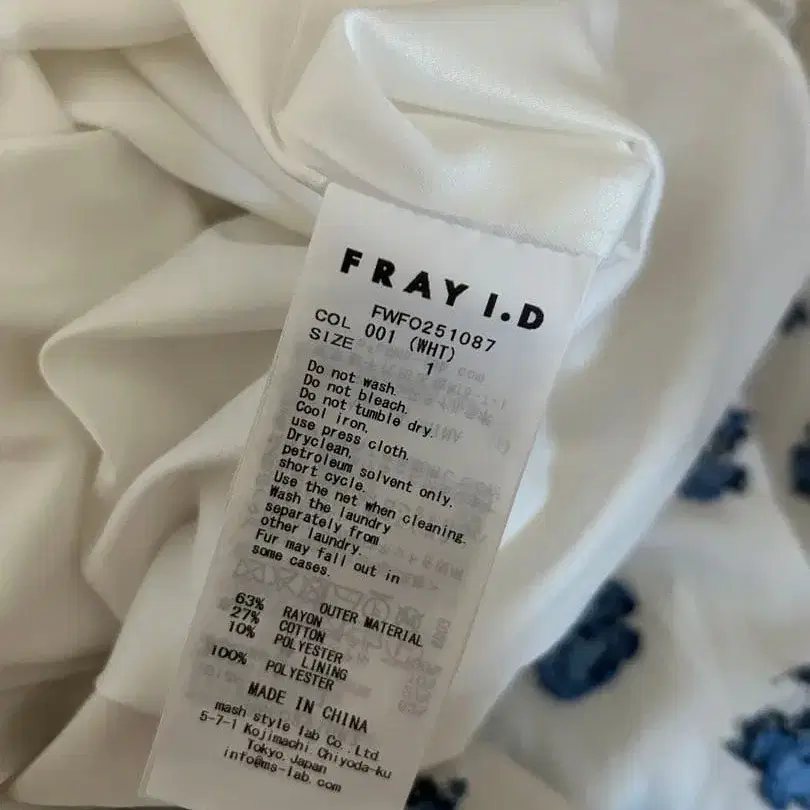 FRAY I.D
FWFO251087
COL 001 (WHT)
SIZE 1
Do not wash.
Do not bleach.
Do not tumble dry.
Cool iron,
use press cloth.
Dryclean,
petroleum solvent only,
short cycle.
Use the net when cleaning.
Wash the laundry
separately from
other laundry.
Fur may fall out in
some cases.
OUTER MATERIAL
63% RAYON
27% COTTON
10% POLYESTER
LINING
100% POLYESTER
MADE IN CHINA
mash style lab Co., Ltd.
5-7-1 Kojimachi Chiyoda-ku
Tokyo Japan
info@ms-lab.com